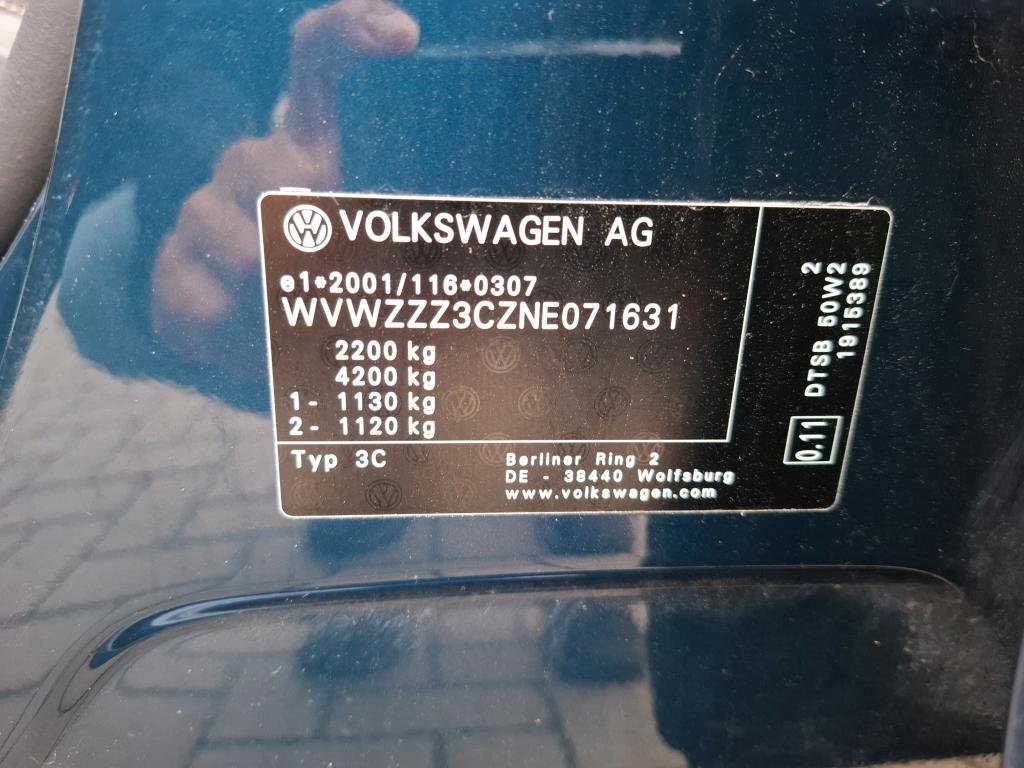 VOLKSWAGEN AG
e1*2001/116*0307
WVWZZZ3CZNE071631
2200 kg
4200 kg
1- 1130 kg
2- 1120 kg
Typ 3C
Berliner Ring 2
DE - 38440 Wolfsburg
www.volkswagen.com
0.11
DTSB 50W2 2
1915389